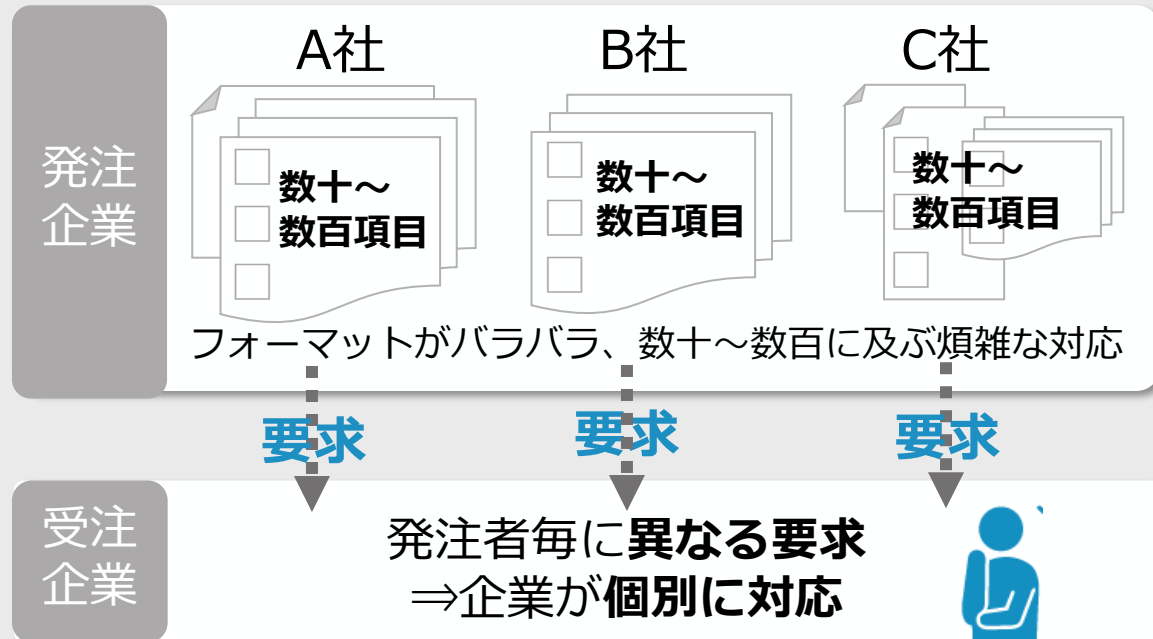 発注
企業
A社
B社
C社
数十～
数百項目
数十～
数百項目
数十～
数百項目
フォーマットがバラバラ、数十～数百に及ぶ煩雑な対応
要求
要求
要求
受注
企業
発注者毎に異なる要求
⇒企業が個別に対応